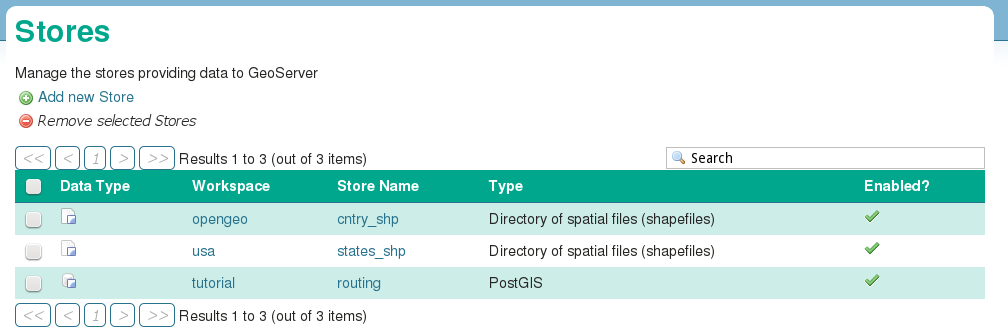 Stores
Manage the stores providing data to GeoServer
Add new Store
Remove selected Stores
<< < 1 > >> Results 1 to 3 (out of 3 items) Search
Data Type Workspace Store Name Type Enabled?
opengeo cntry_shp Directory of spatial files (shapefiles)
usa states_shp Directory of spatial files (shapefiles)
tutorial routing PostGIS
<< < 1 > >> Results 1 to 3 (out of 3 items)